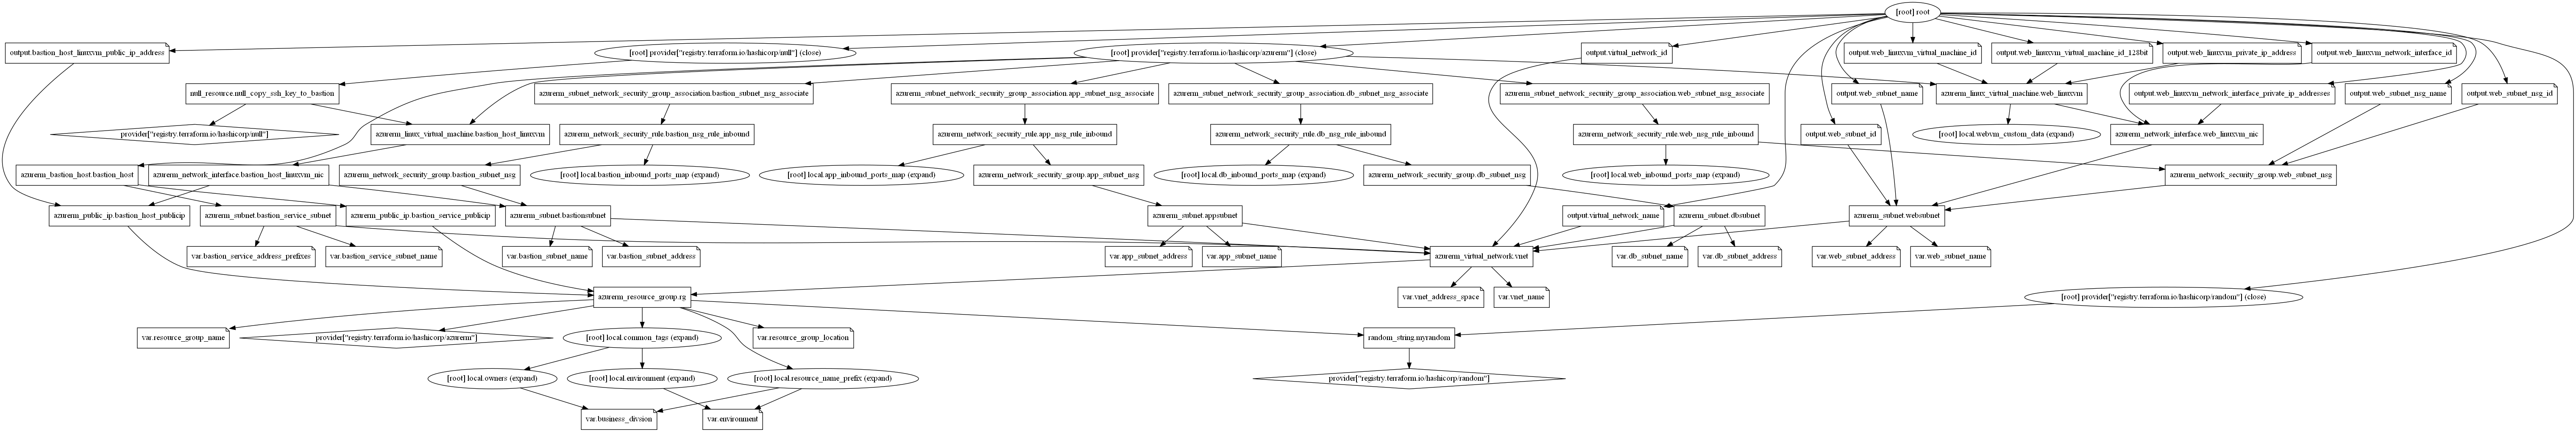 [root] root
output.bastion_host_linuxvm_public_ip_address
[root] provider["registry.terraform.io/hashicorp/null"] (close)
[root] provider["registry.terraform.io/hashicorp/azurerm"] (close)
output.virtual_network_id
output.web_linuxvm_virtual_machine_id
output.web_linuxvm_virtual_machine_id_128bit
output.web_linuxvm_private_ip_address
output.web_linuxvm_network_interface_id
null_resource.null_copy_ssh_key_to_bastion
azurerm_subnet_network_security_group_association.bastion_subnet_nsg_associate
azurerm_subnet_network_security_group_association.app_subnet_nsg_associate
azurerm_subnet_network_security_group_association.db_subnet_nsg_associate
azurerm_subnet_network_security_group_association.web_subnet_nsg_associate
output.web_subnet_name
azurerm_linux_virtual_machine.web_linuxvm
output.web_linuxvm_network_interface_private_ip_addresses
output.web_subnet_nsg_name
output.web_subnet_nsg_id
provider["registry.terraform.io/hashicorp/null"]
azurerm_linux_virtual_machine.bastion_host_linuxvm
azurerm_network_security_rule.bastion_nsg_rule_inbound
azurerm_network_security_rule.app_nsg_rule_inbound
azurerm_network_security_rule.db_nsg_rule_inbound
azurerm_network_security_rule.web_nsg_rule_inbound
output.web_subnet_id
[root] local.webvm_custom_data (expand)
azurerm_network_interface.web_linuxvm_nic
azurerm_bastion_host.bastion_host
azurerm_network_interface.bastion_host_linuxvm_nic
azurerm_network_security_group.bastion_subnet_nsg
[root] local.bastion_inbound_ports_map (expand)
[root] local.app_inbound_ports_map (expand)
azurerm_network_security_group.app_subnet_nsg
[root] local.db_inbound_ports_map (expand)
azurerm_network_security_group.db_subnet_nsg
[root] local.web_inbound_ports_map (expand)
azurerm_network_security_group.web_subnet_nsg
azurerm_public_ip.bastion_host_publicip
azurerm_subnet.bastion_service_subnet
azurerm_public_ip.bastion_service_publicip
azurerm_subnet.bastionsubnet
azurerm_subnet.appsubnet
output.virtual_network_name
azurerm_subnet.dbsubnet
azurerm_subnet.websubnet
var.bastion_service_address_prefixes
var.bastion_service_subnet_name
var.bastion_subnet_name
var.bastion_subnet_address
var.app_subnet_address
var.app_subnet_name
azurerm_virtual_network.vnet
var.db_subnet_name
var.db_subnet_address
var.web_subnet_address
var.web_subnet_name
azurerm_resource_group.rg
var.vnet_address_space
var.vnet_name
[root] provider["registry.terraform.io/hashicorp/random"] (close)
var.resource_group_name
provider["registry.terraform.io/hashicorp/azurerm"]
[root] local.common_tags (expand)
var.resource_group_location
random_string.myrandom
[root] local.owners (expand)
[root] local.environment (expand)
[root] local.resource_name_prefix (expand)
provider["registry.terraform.io/hashicorp/random"]
var.business_divsion
var.environment